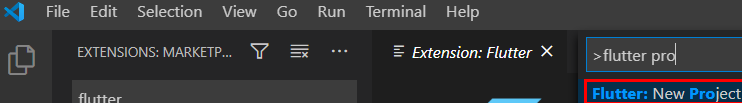 File Edit Selection View Go Run Terminal Help
EXTENSIONS: MARKETP...
Extension: Flutter
>flutter pro
flutter
Flutter: New Project